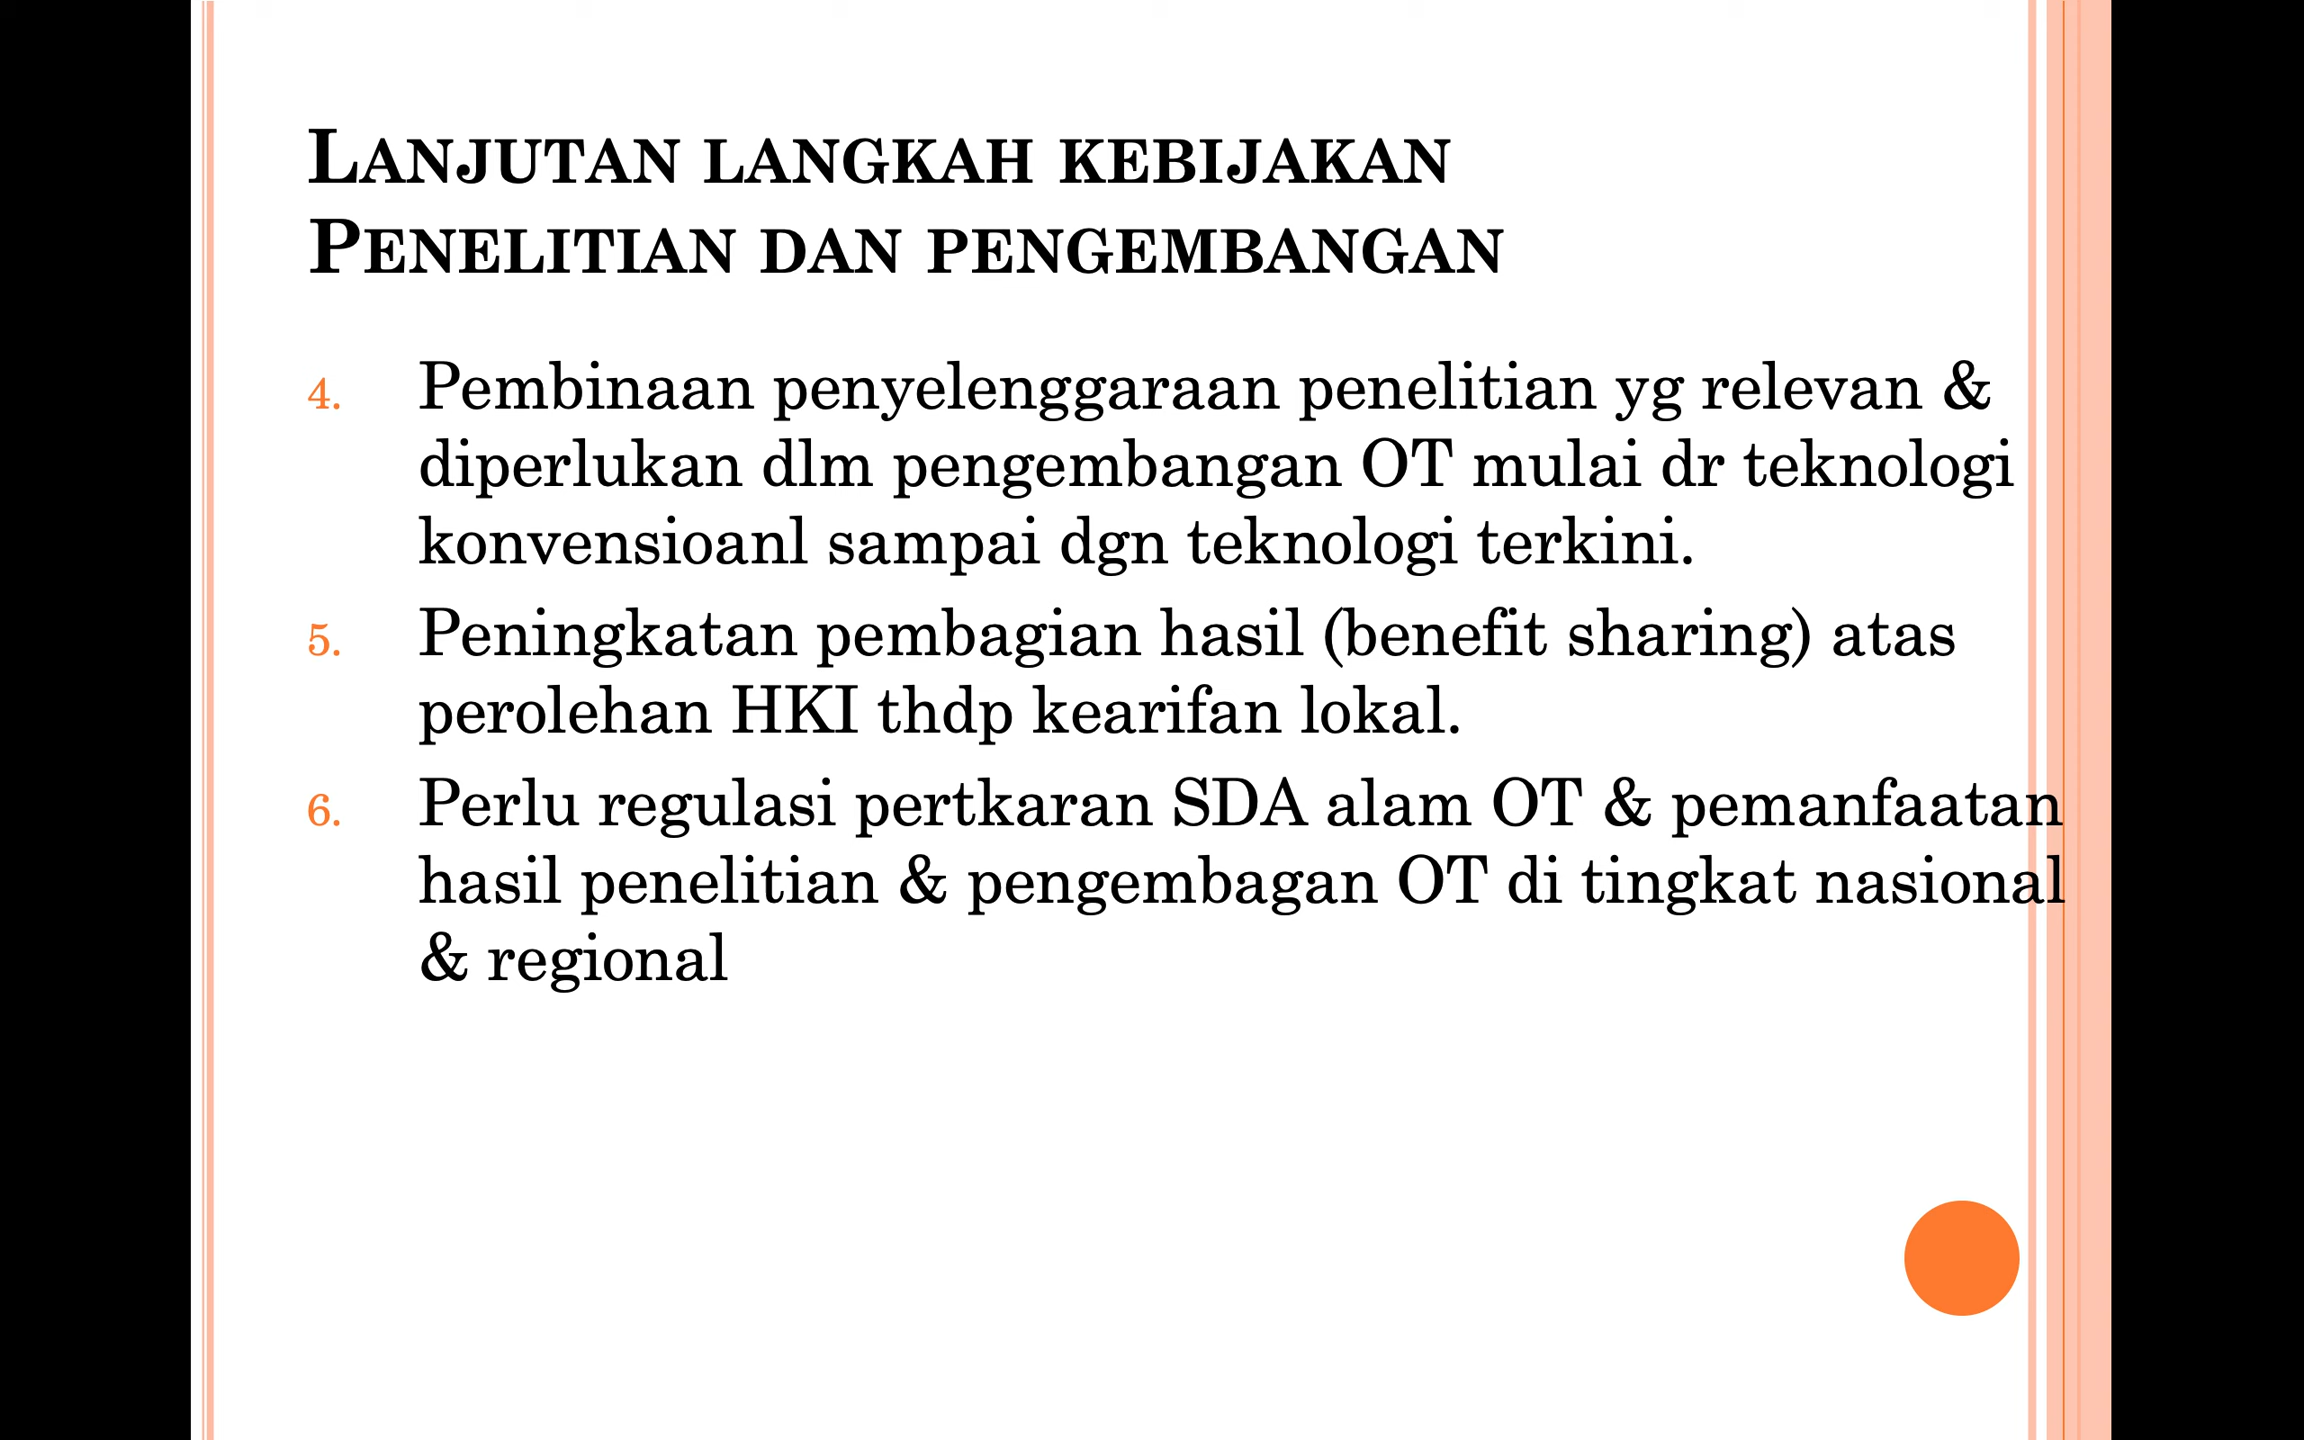 LANJUTAN LANGKAH KEBIJAKAN
PENELITIAN DAN PENGEMBANGAN
4. Pembinaan penyelenggaraan penelitian yg relevan &
diperlukan dlm pengembangan OT mulai dr teknologi
konvensioanl sampai dgn teknologi terkini.
5. Peningkatan pembagian hasil (benefit sharing) atas
perolehan HKI thdp kearifan lokal.
6. Perlu regulasi pertkaran SDA alam OT & pemanfaatan
hasil penelitian & pengembagan OT di tingkat nasional
& regional